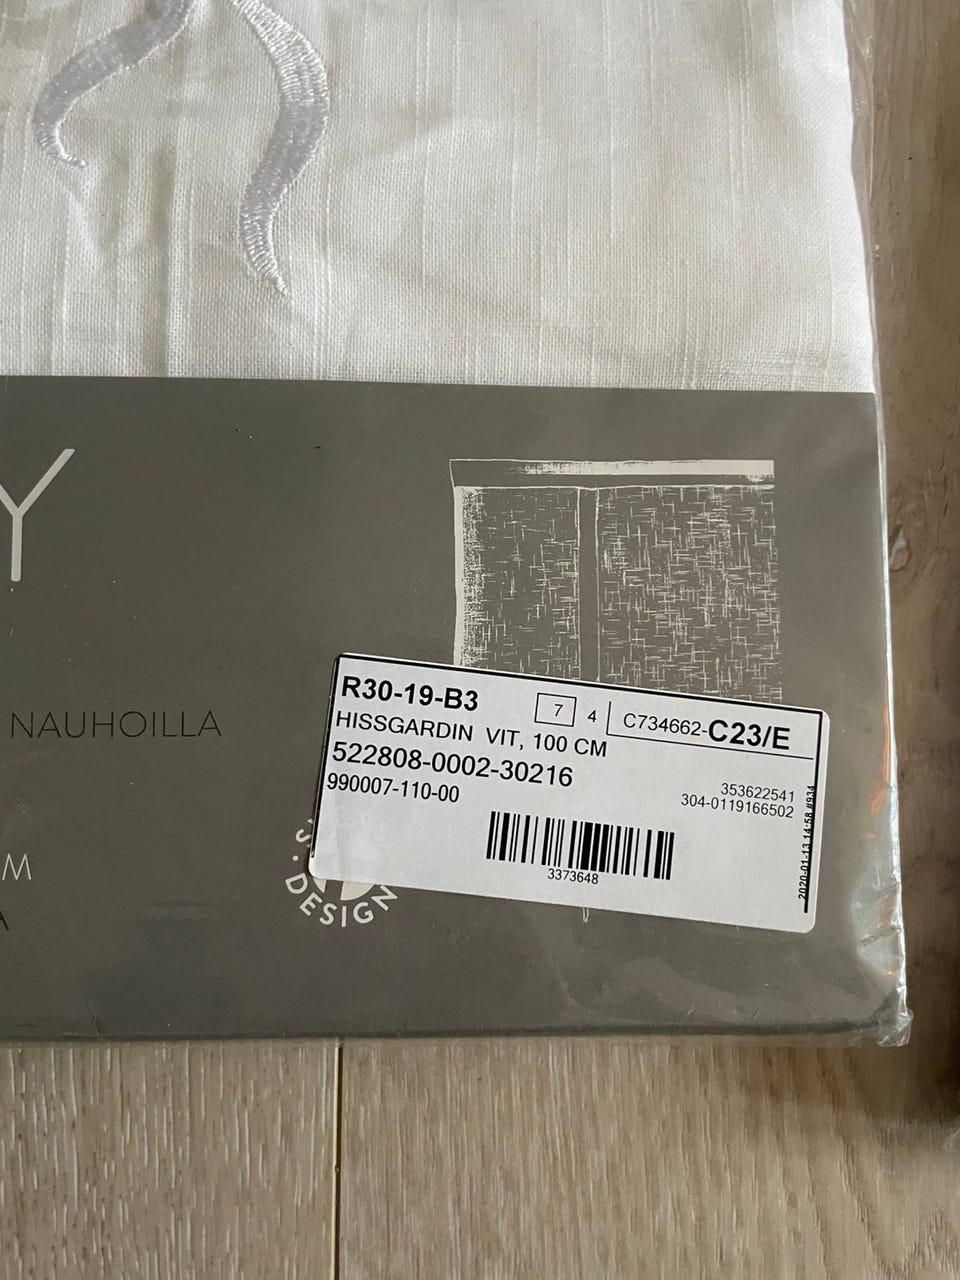 Y
NAUHOILLA
R30-19-B3
7 4 C734662-C23/E
HISSGARDIN VIT, 100 CM
522808-0002-30216
990007-110-00
353622541
304-0119166502
3373648
2020-01-13 14:58 #934
M
A
S. DESIGN